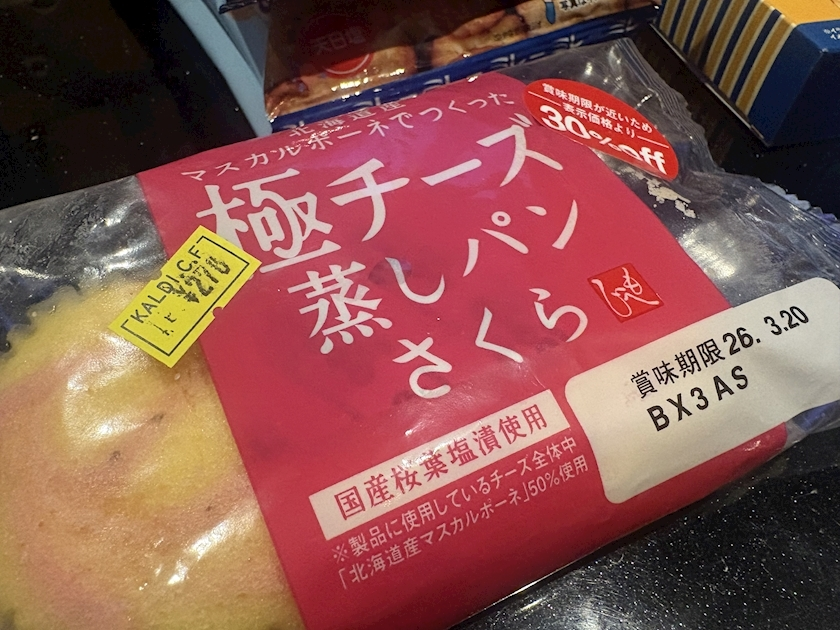 北海道産
マスカルポーネでつくった
極チーズ
蒸しパン
さくら
もへじ
KALDI C.F
¥270
賞味期限が近いため
表示価格より
30%off
賞味期限 26. 3.20
BX3AS
国産桜葉塩漬使用
※製品に使用しているチーズ全体中
「北海道産マスカルポーネ」50%使用